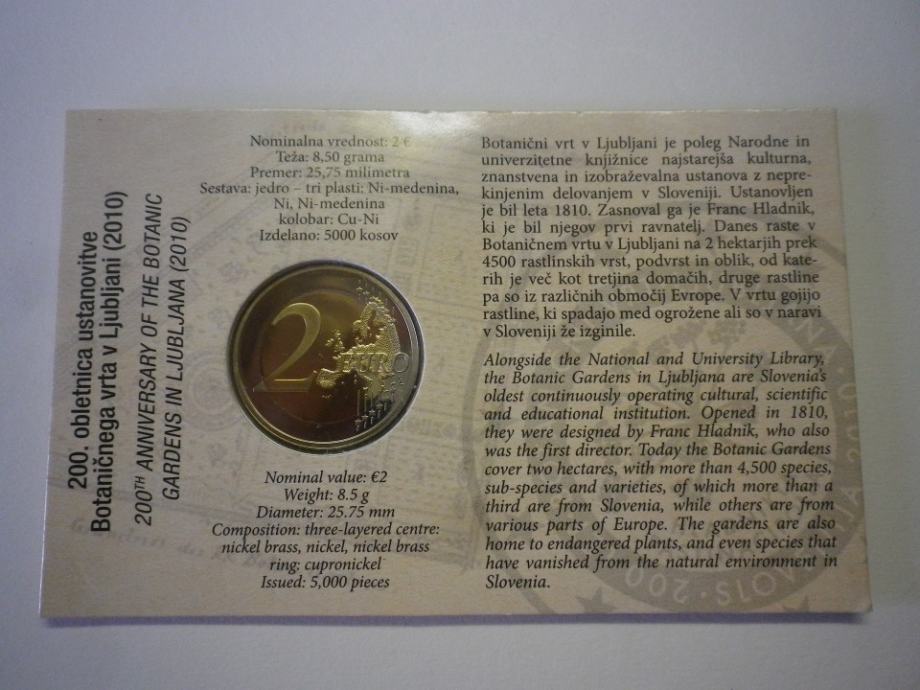 200. obletnica ustanovitve
Botaničnega vrta v Ljubljani (2010)
200TH ANNIVERSARY OF THE BOTANIC
GARDENS IN LJUBLJANA (2010)
Nominalna vrednost: 2 €
Teža: 8,50 grama
Premer: 25,75 milimetra
Sestava: jedro – tri plasti: Ni-medenina,
Ni, Ni-medenina
kolobar: Cu-Ni
Izdelano: 5000 kosov
2 EURO
Nominal value: €2
Weight: 8.5 g
Diameter: 25.75 mm
Composition: three-layered centre:
nickel brass, nickel, nickel brass
ring: cupronickel
Issued: 5,000 pieces
Botanični vrt v Ljubljani je poleg Narodne in
univerzitetne knjižnice najstarejša kulturna,
znanstvena in izobraževalna ustanova z nepre-
kinjenim delovanjem v Sloveniji. Ustanovljen
je bil leta 1810. Zasnoval ga je Franc Hladnik,
ki je bil njegov prvi ravnatelj. Danes raste v
Botaničnem vrtu v Ljubljani na 2 hektarjih prek
4500 rastlinskih vrst, podvrst in oblik, od kate-
rih je več kot tretjina domačih, druge rastline
pa so iz različnih območij Evrope. V vrtu gojijo
rastline, ki spadajo med ogrožene ali so v naravi
v Sloveniji že izginile.
Alongside the National and University Library,
the Botanic Gardens in Ljubljana are Slovenia's
oldest continuously operating cultural, scientific
and educational institution. Opened in 1810,
they were designed by Franc Hladnik, who also
was the first director. Today the Botanic Gardens
cover two hectares, with more than 4,500 species,
sub-species and varieties, of which more than a
third are from Slovenia, while others are from
various parts of Europe. The gardens are also
home to endangered plants, and even species that
have vanished from the natural environment in
Slovenia.